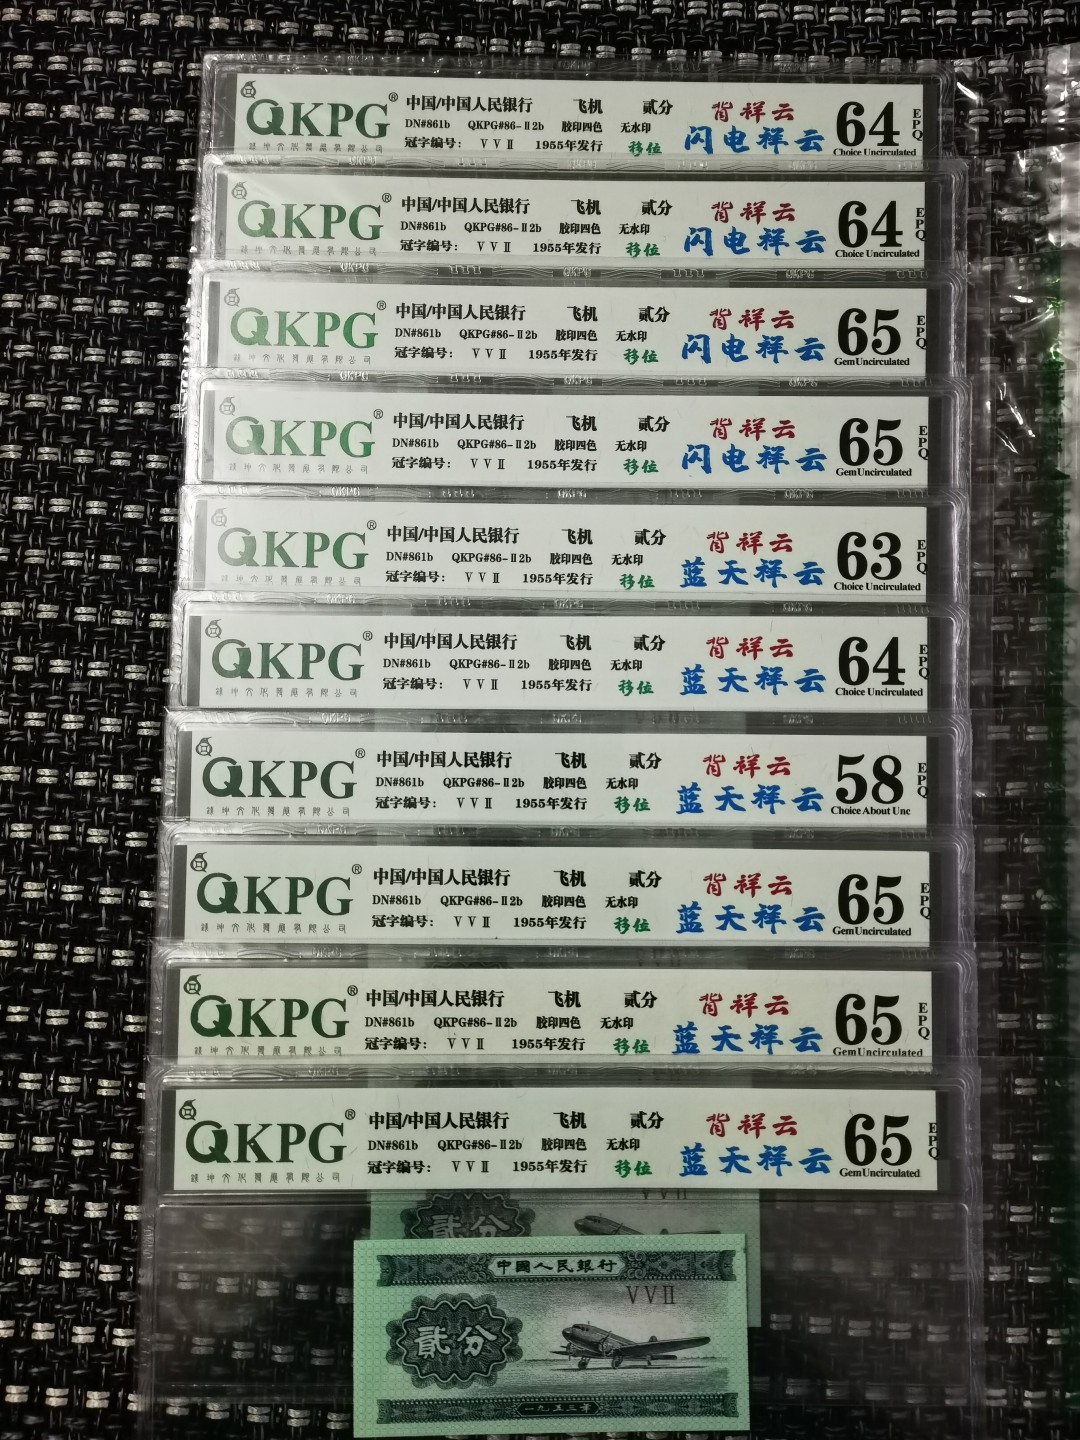 QKPG® 中国/中国人民银行 飞机 贰分 背祥云 64 EPQ
DN#861b QKPG#86-Ⅱ2b 胶印四色 无水印 闪电祥云
冠字编号: ⅤⅤⅡ 1955年发行 移位 Choice Uncirculated
QKPG® 中国/中国人民银行 飞机 贰分 背祥云 64 EPQ
DN#861b QKPG#86-Ⅱ2b 胶印四色 无水印 闪电祥云
冠字编号: ⅤⅤⅡ 1955年发行 移位 Choice Uncirculated
QKPG® 中国/中国人民银行 飞机 贰分 背祥云 65 EPQ
DN#861b QKPG#86-Ⅱ2b 胶印四色 无水印 闪电祥云
冠字编号: ⅤⅤⅡ 1955年发行 移位 Gem Uncirculated
QKPG® 中国/中国人民银行 飞机 贰分 背祥云 65 EPQ
DN#861b QKPG#86-Ⅱ2b 胶印四色 无水印 闪电祥云
冠字编号: ⅤⅤⅡ 1955年发行 移位 Gem Uncirculated
QKPG® 中国/中国人民银行 飞机 贰分 背祥云 63 EPQ
DN#861b QKPG#86-Ⅱ2b 胶印四色 无水印 蓝天祥云
冠字编号: ⅤⅤⅡ 1955年发行 移位 Choice Uncirculated
QKPG® 中国/中国人民银行 飞机 贰分 背祥云 64 EPQ
DN#861b QKPG#86-Ⅱ2b 胶印四色 无水印 蓝天祥云
冠字编号: ⅤⅤⅡ 1955年发行 移位 Choice Uncirculated
QKPG® 中国/中国人民银行 飞机 贰分 背祥云 58 EPQ
DN#861b QKPG#86-Ⅱ2b 胶印四色 无水印 蓝天祥云
冠字编号: ⅤⅤⅡ 1955年发行 移位 Choice About Unc
QKPG® 中国/中国人民银行 飞机 贰分 背祥云 65 EPQ
DN#861b QKPG#86-Ⅱ2b 胶印四色 无水印 蓝天祥云
冠字编号: ⅤⅤⅡ 1955年发行 移位 Gem Uncirculated
QKPG® 中国/中国人民银行 飞机 贰分 背祥云 65 EPQ
DN#861b QKPG#86-Ⅱ2b 胶印四色 无水印 蓝天祥云
冠字编号: ⅤⅤⅡ 1955年发行 移位 Gem Uncirculated
QKPG® 中国/中国人民银行 飞机 贰分 背祥云 65 EPQ
DN#861b QKPG#86-Ⅱ2b 胶印四色 无水印 蓝天祥云
冠字编号: ⅤⅤⅡ 1955年发行 移位 Gem Uncirculated
ⅤⅤⅡ
貳分
中國人民銀行
ⅤⅤⅡ
貳分
一九五三年